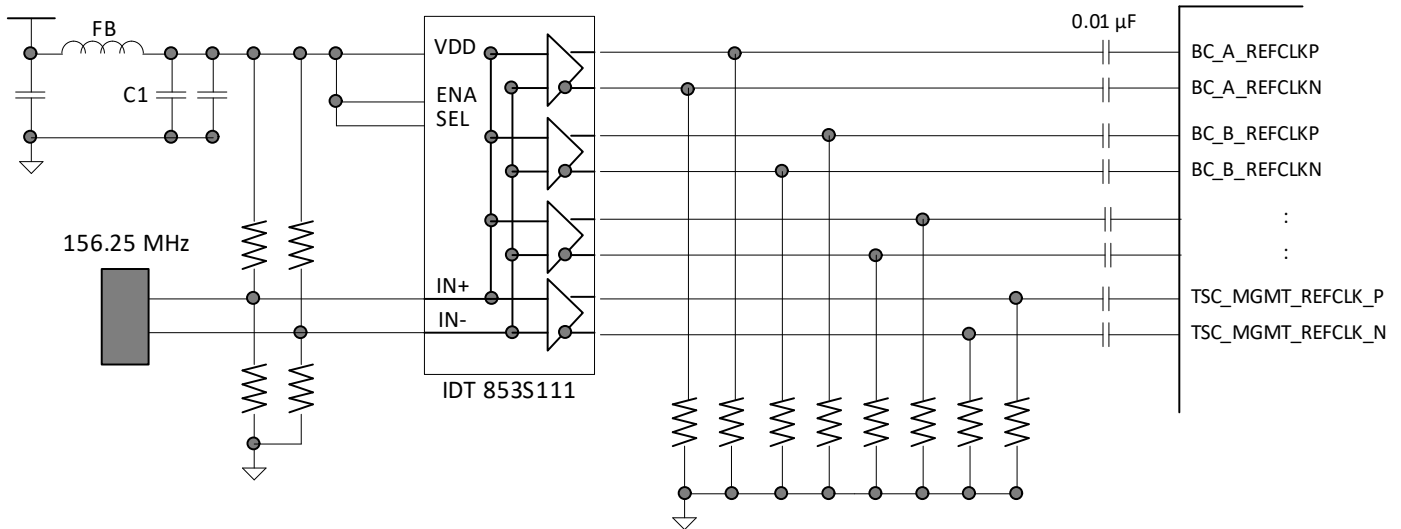 FB
0.01 µF
VDD
BC_A_REFCLKP
C1
ENA
BC_A_REFCLKN
SEL
BC_B_REFCLKP
BC_B_REFCLKN
:
156.25 MHz
:
IN+
TSC_MGMT_REFCLK_P
IN-
TSC_MGMT_REFCLK_N
IDT 853S111